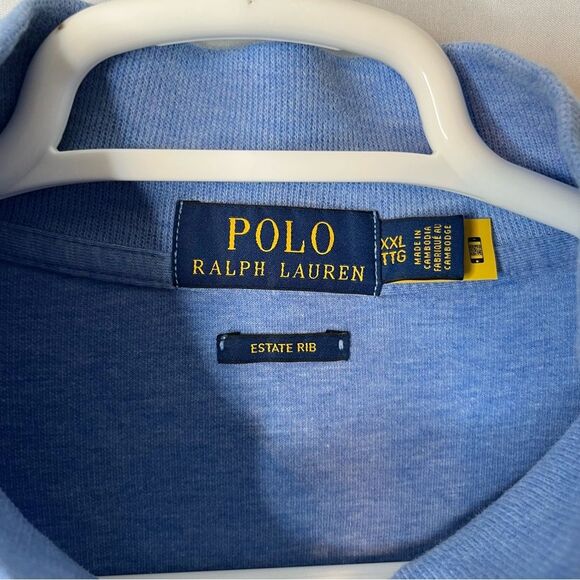 POLO
RALPH LAUREN
XXL
TTG
MADE IN
CAMBODIA
FABRIQUÉ AU
CAMBODGE
ESTATE RIB